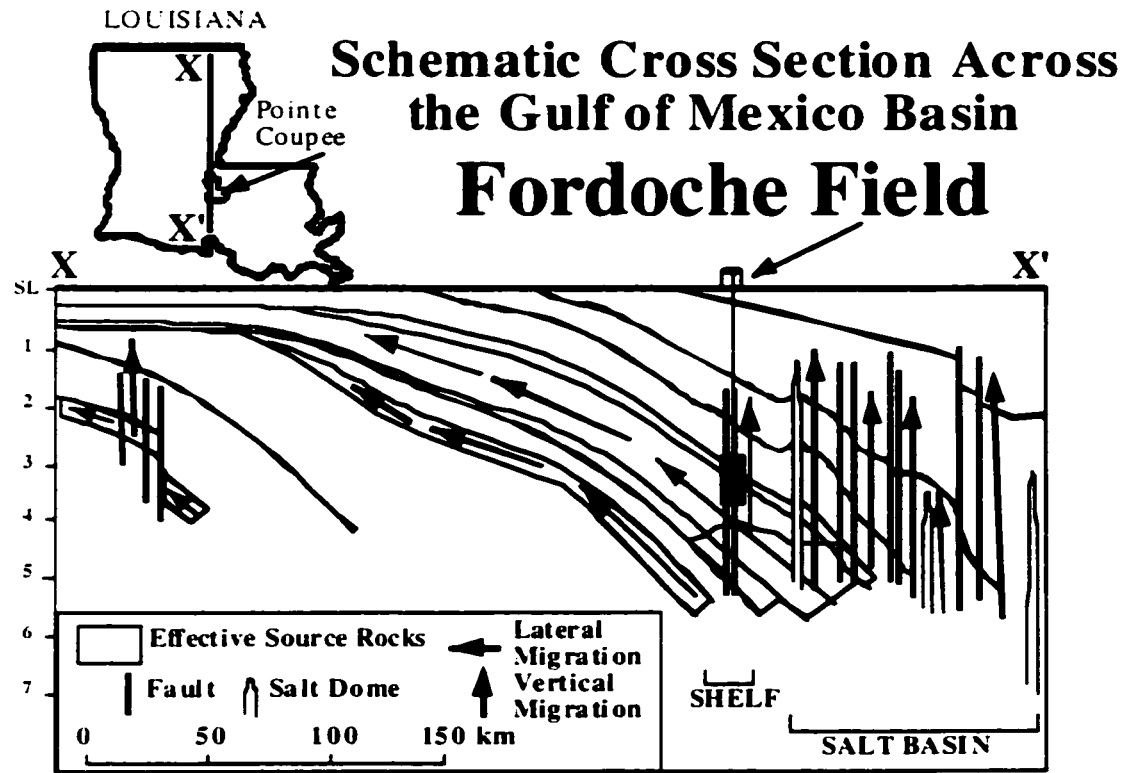 LOUISIANA
Schematic Cross Section Across
the Gulf of Mexico Basin
Fordoche Field
X
Pointe
Coupee
X'
X
X'
SL
1
2
3
4
5
6
7
Effective Source Rocks
Lateral
Migration
Fault
Salt Dome
Vertical
Migration
0 50 100 150 km
SHELF
SALT BASIN